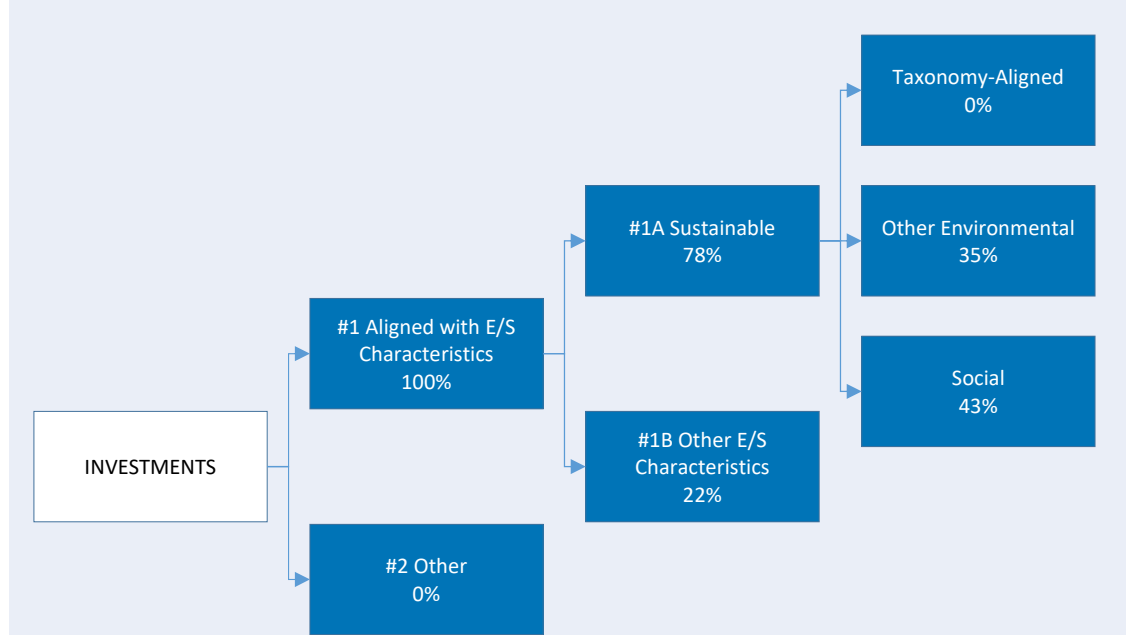 INVESTMENTS
#1 Aligned with E/S
Characteristics
100%
#2 Other
0%
#1A Sustainable
78%
#1B Other E/S
Characteristics
22%
Taxonomy-Aligned
0%
Other Environmental
35%
Social
43%